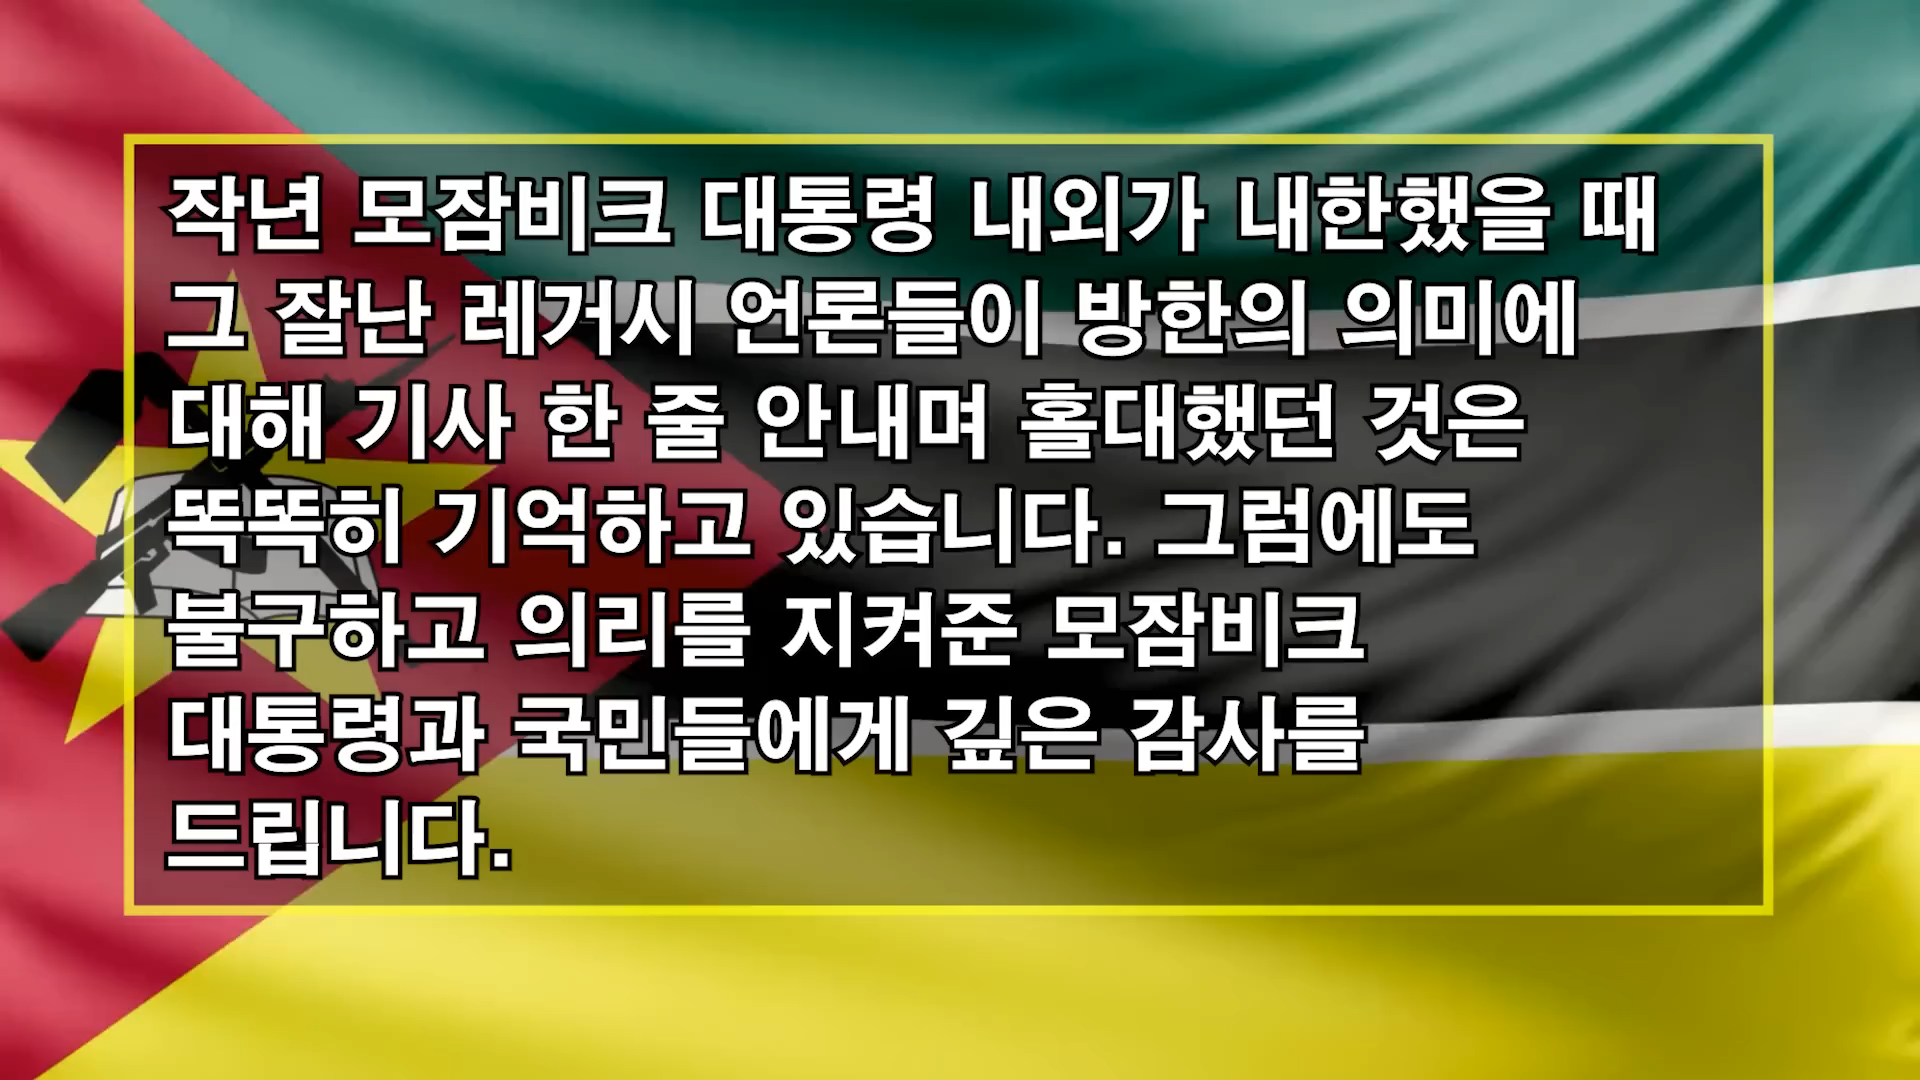 작년 모잠비크 대통령 내외가 내한했을 때
그 잘난 레거시 언론들이 방한의 의미에
대해 기사 한 줄 안내며 홀대했던 것은
똑똑히 기억하고 있습니다. 그럼에도
불구하고 의리를 지켜준 모잠비크
대통령과 국민들에게 깊은 감사를
드립니다.